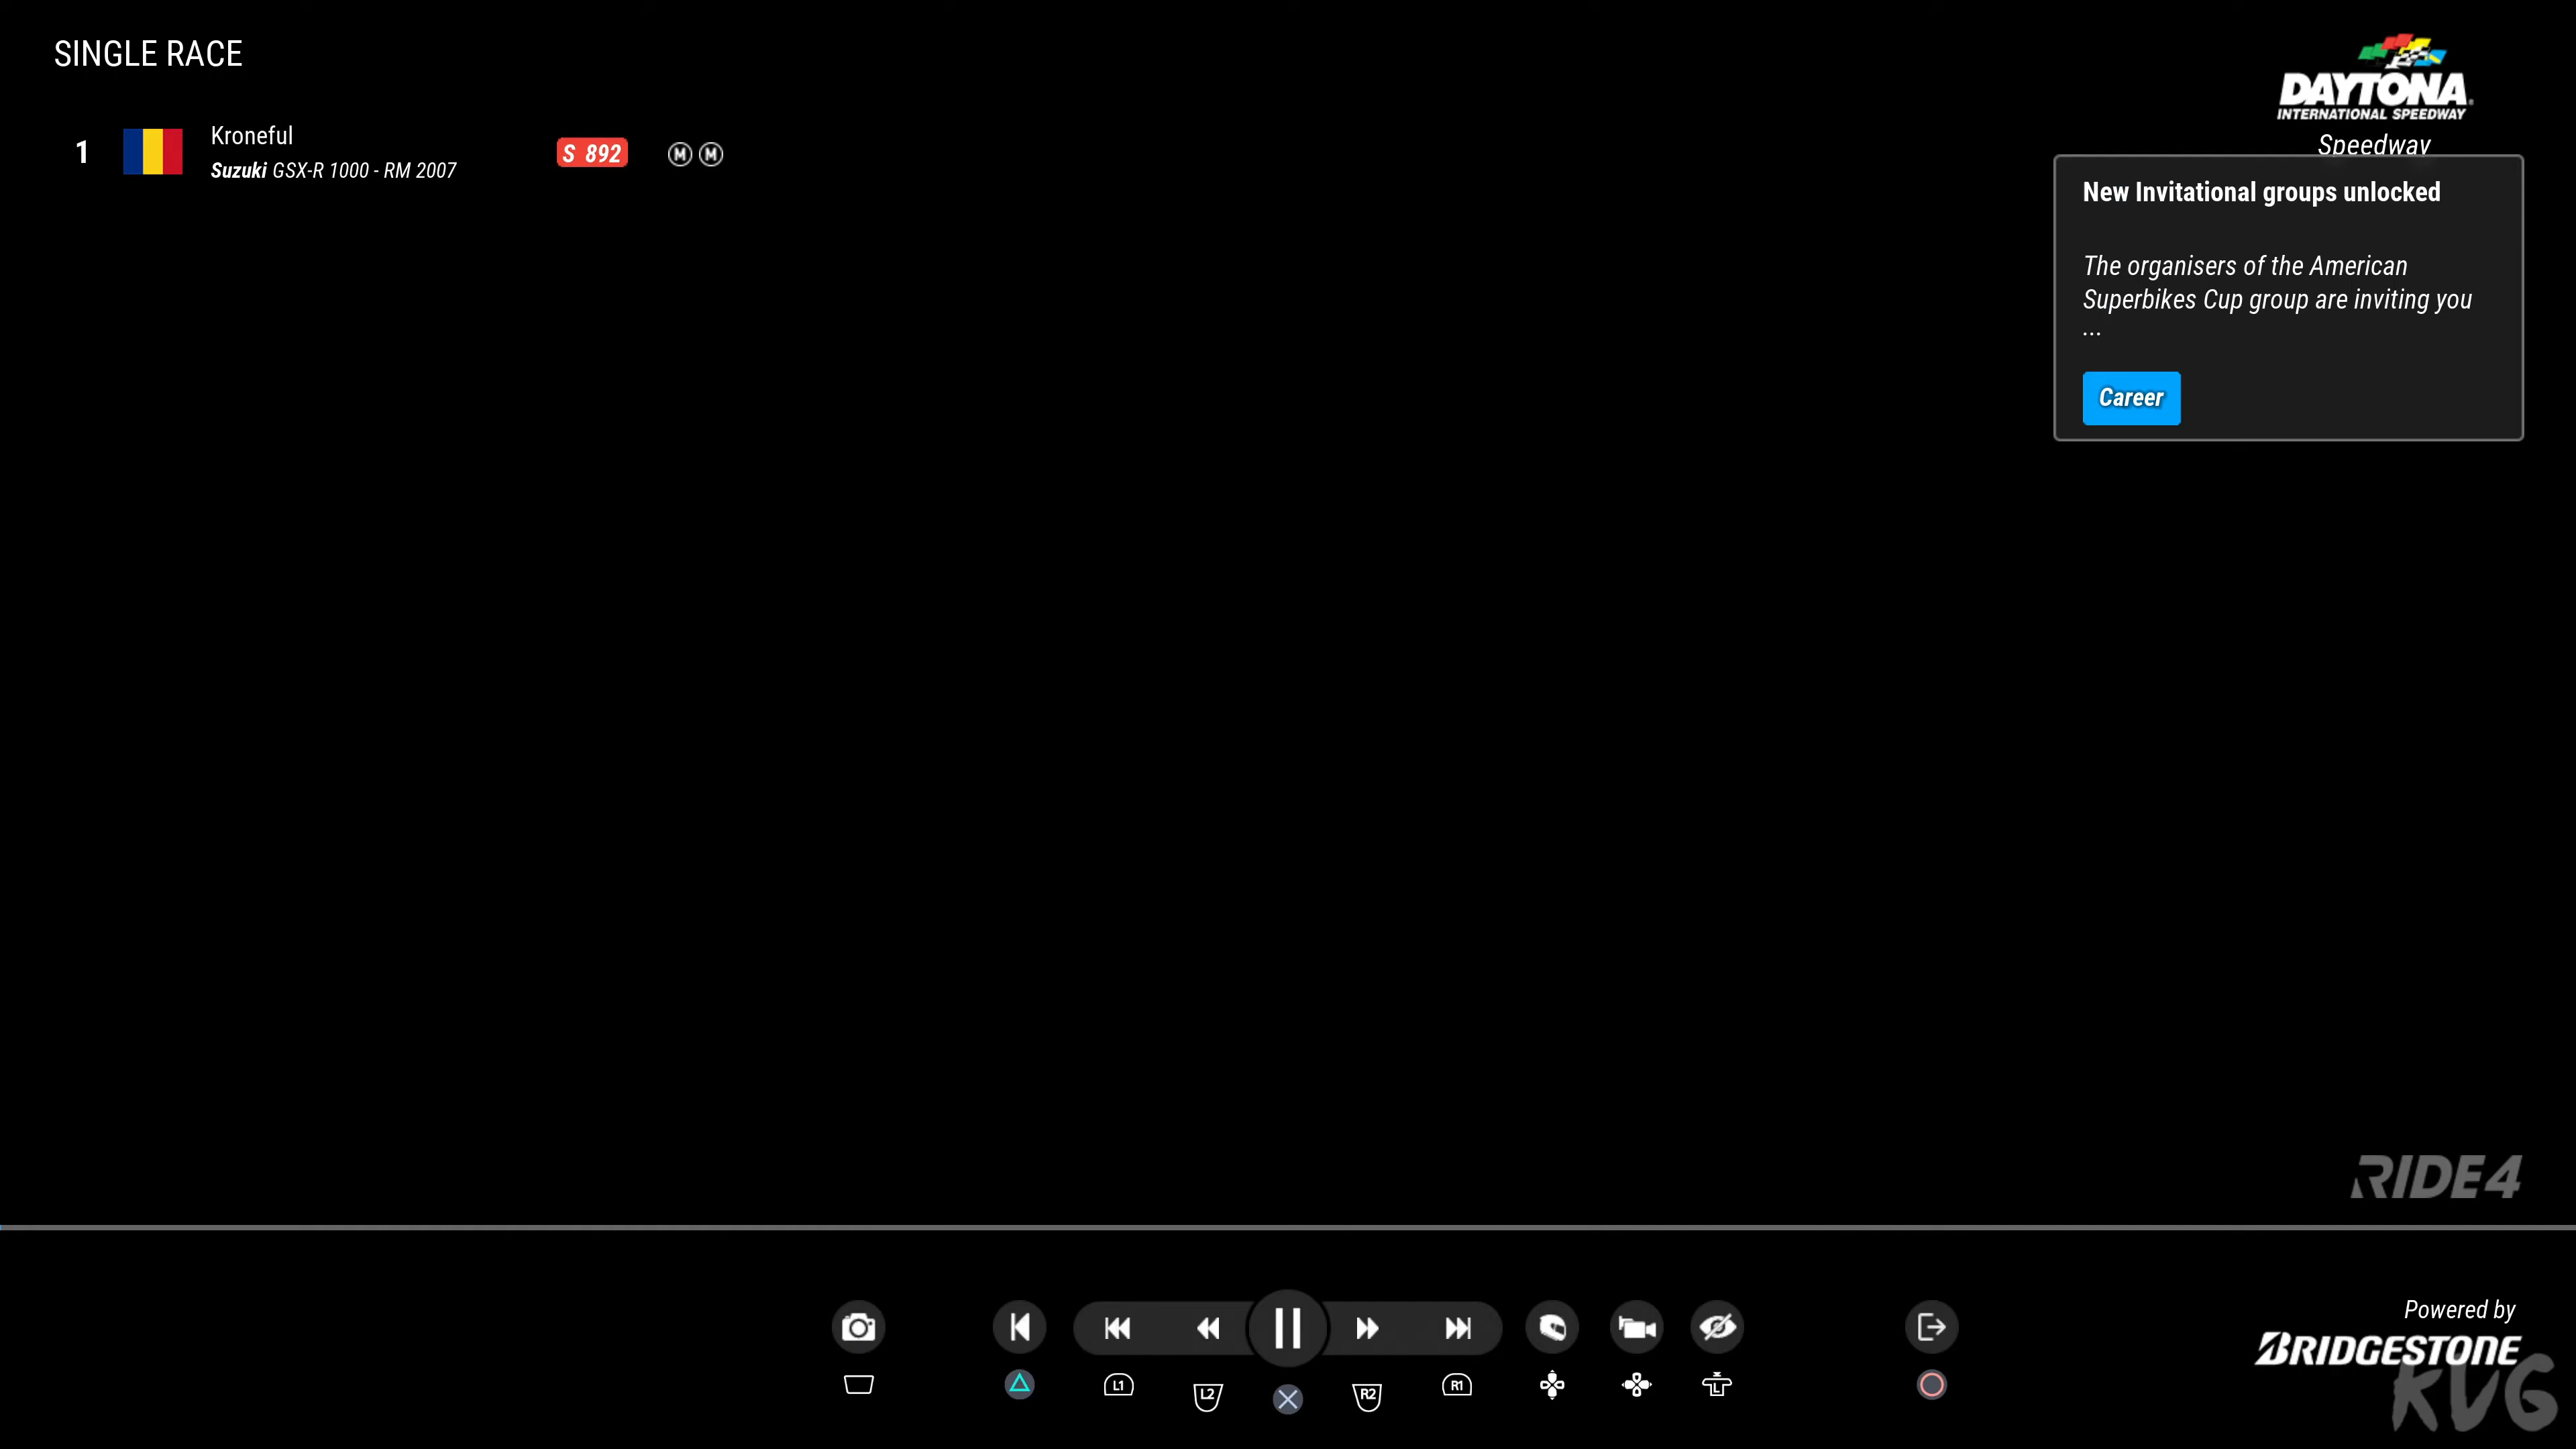 SINGLE RACE
DAYTONA
INTERNATIONAL SPEEDWAY
Speedway
1
Kroneful
Suzuki GSX-R 1000 - RM 2007
S 892
M M
New Invitational groups unlocked
The organisers of the American
Superbikes Cup group are inviting you
...
Career
RIDE4
L1
L2
R2
R1
L
Powered by
BRIDGESTONE
KVG